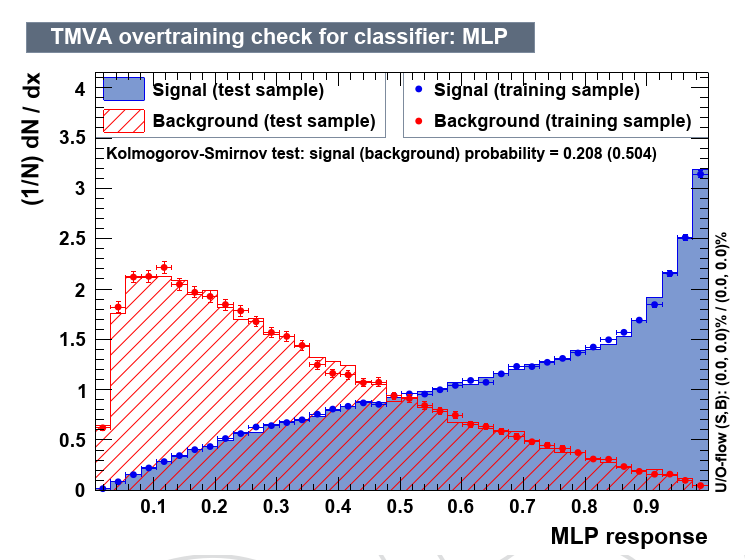 TMVA overtraining check for classifier: MLP
(1/N) dN / dx
Signal (test sample)
Background (test sample)
Signal (training sample)
Background (training sample)
Kolmogorov-Smirnov test: signal (background) probability = 0.208 (0.504)
4
3.5
3
2.5
2
1.5
1
0.5
0
0.1 0.2 0.3 0.4 0.5 0.6 0.7 0.8 0.9
MLP response
U/O-flow (S,B): (0.0, 0.0)% / (0.0, 0.0)%